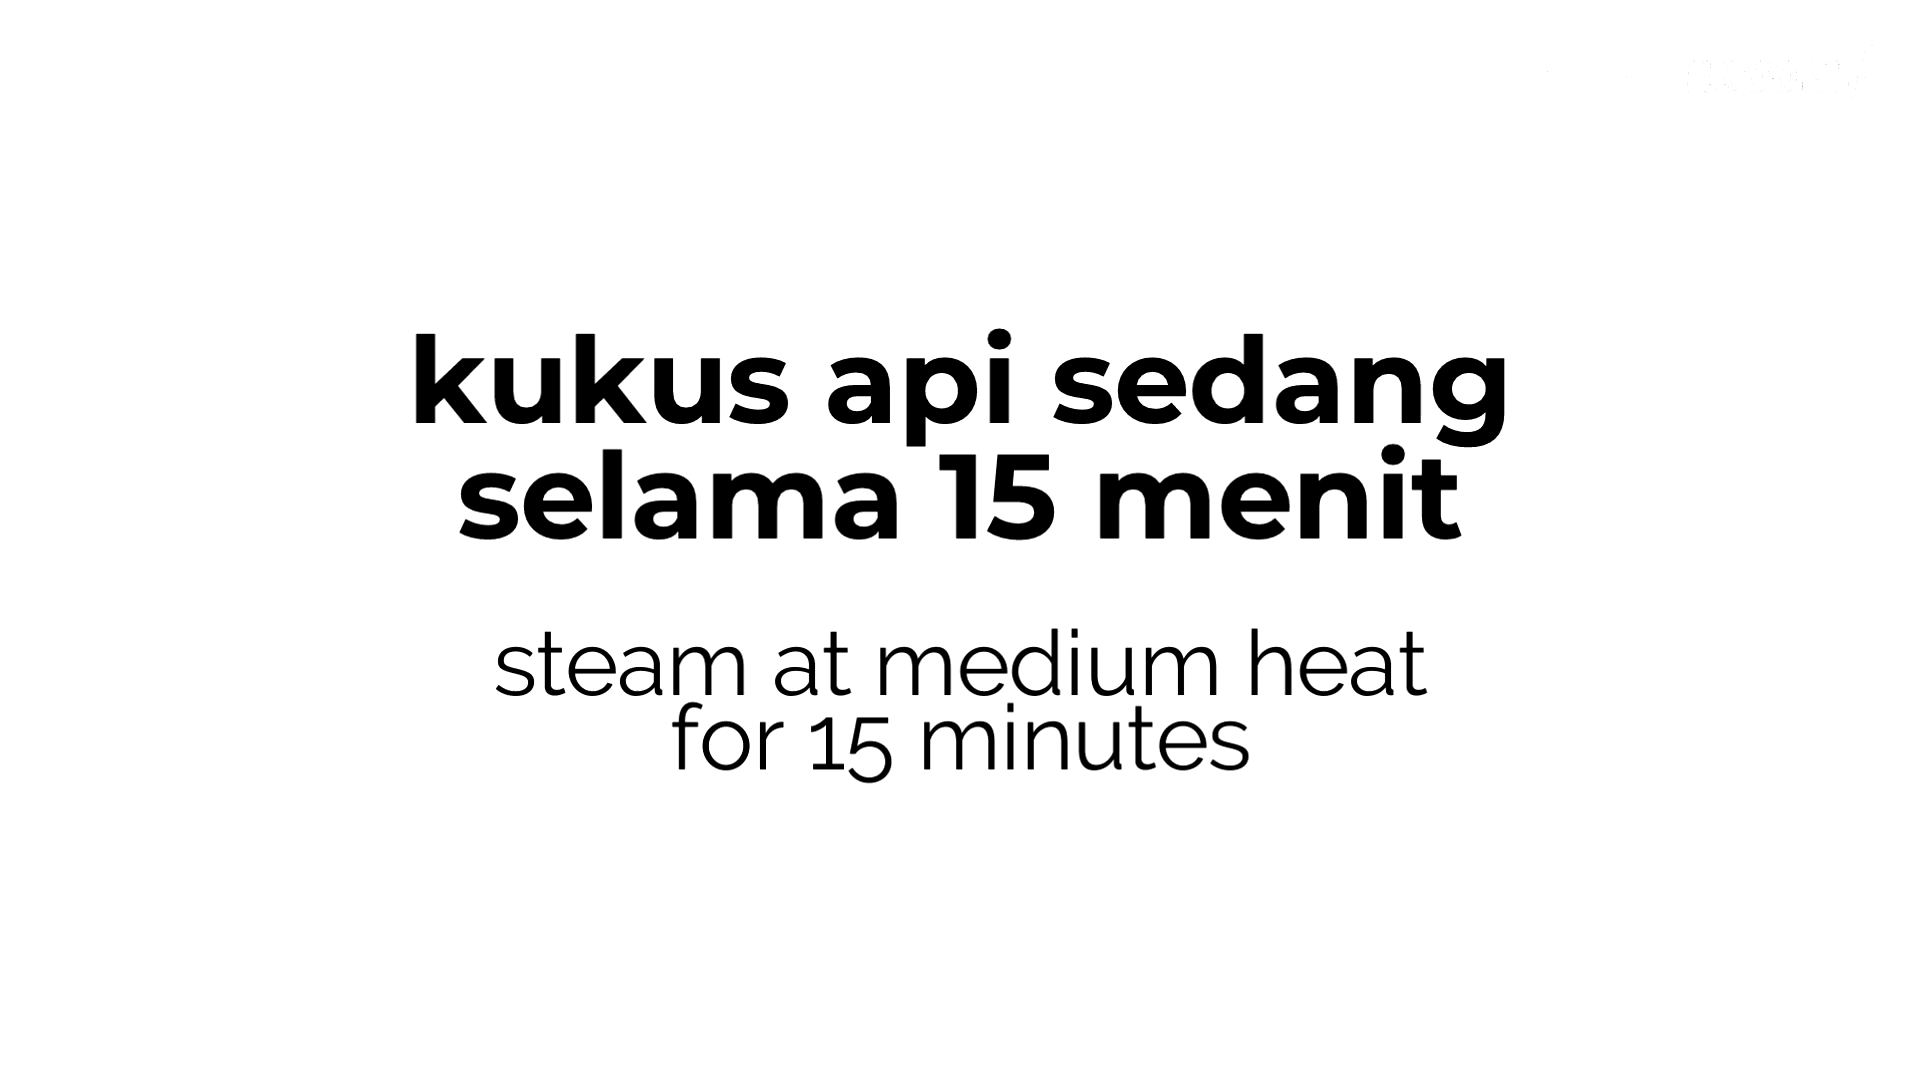 kukus api sedang
selama 15 menit
steam at medium heat
for 15 minutes